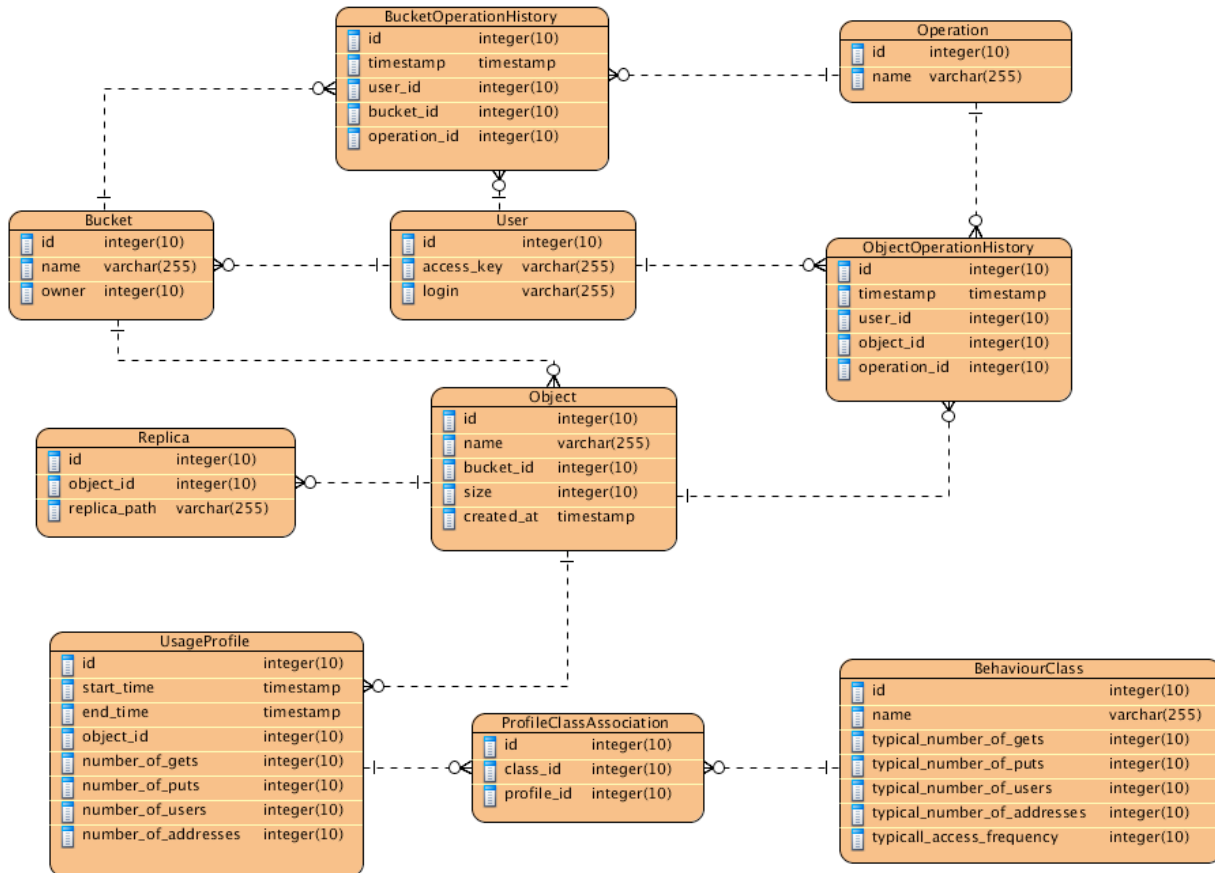 BucketOperationHistory
id integer(10)
timestamp timestamp
user_id integer(10)
bucket_id integer(10)
operation_id integer(10)
Operation
id integer(10)
name varchar(255)
Bucket
id integer(10)
name varchar(255)
owner integer(10)
User
id integer(10)
access_key varchar(255)
login varchar(255)
ObjectOperationHistory
id integer(10)
timestamp timestamp
user_id integer(10)
object_id integer(10)
operation_id integer(10)
Object
id integer(10)
name varchar(255)
bucket_id integer(10)
size integer(10)
created_at timestamp
Replica
id integer(10)
object_id integer(10)
replica_path varchar(255)
UsageProfile
id integer(10)
start_time timestamp
end_time timestamp
object_id integer(10)
number_of_gets integer(10)
number_of_puts integer(10)
number_of_users integer(10)
number_of_addresses integer(10)
ProfileClassAssociation
id integer(10)
class_id integer(10)
profile_id integer(10)
BehaviourClass
id integer(10)
name varchar(255)
typical_number_of_gets integer(10)
typical_number_of_puts integer(10)
typical_number_of_users integer(10)
typical_number_of_addresses integer(10)
typicall_access_frequency integer(10)